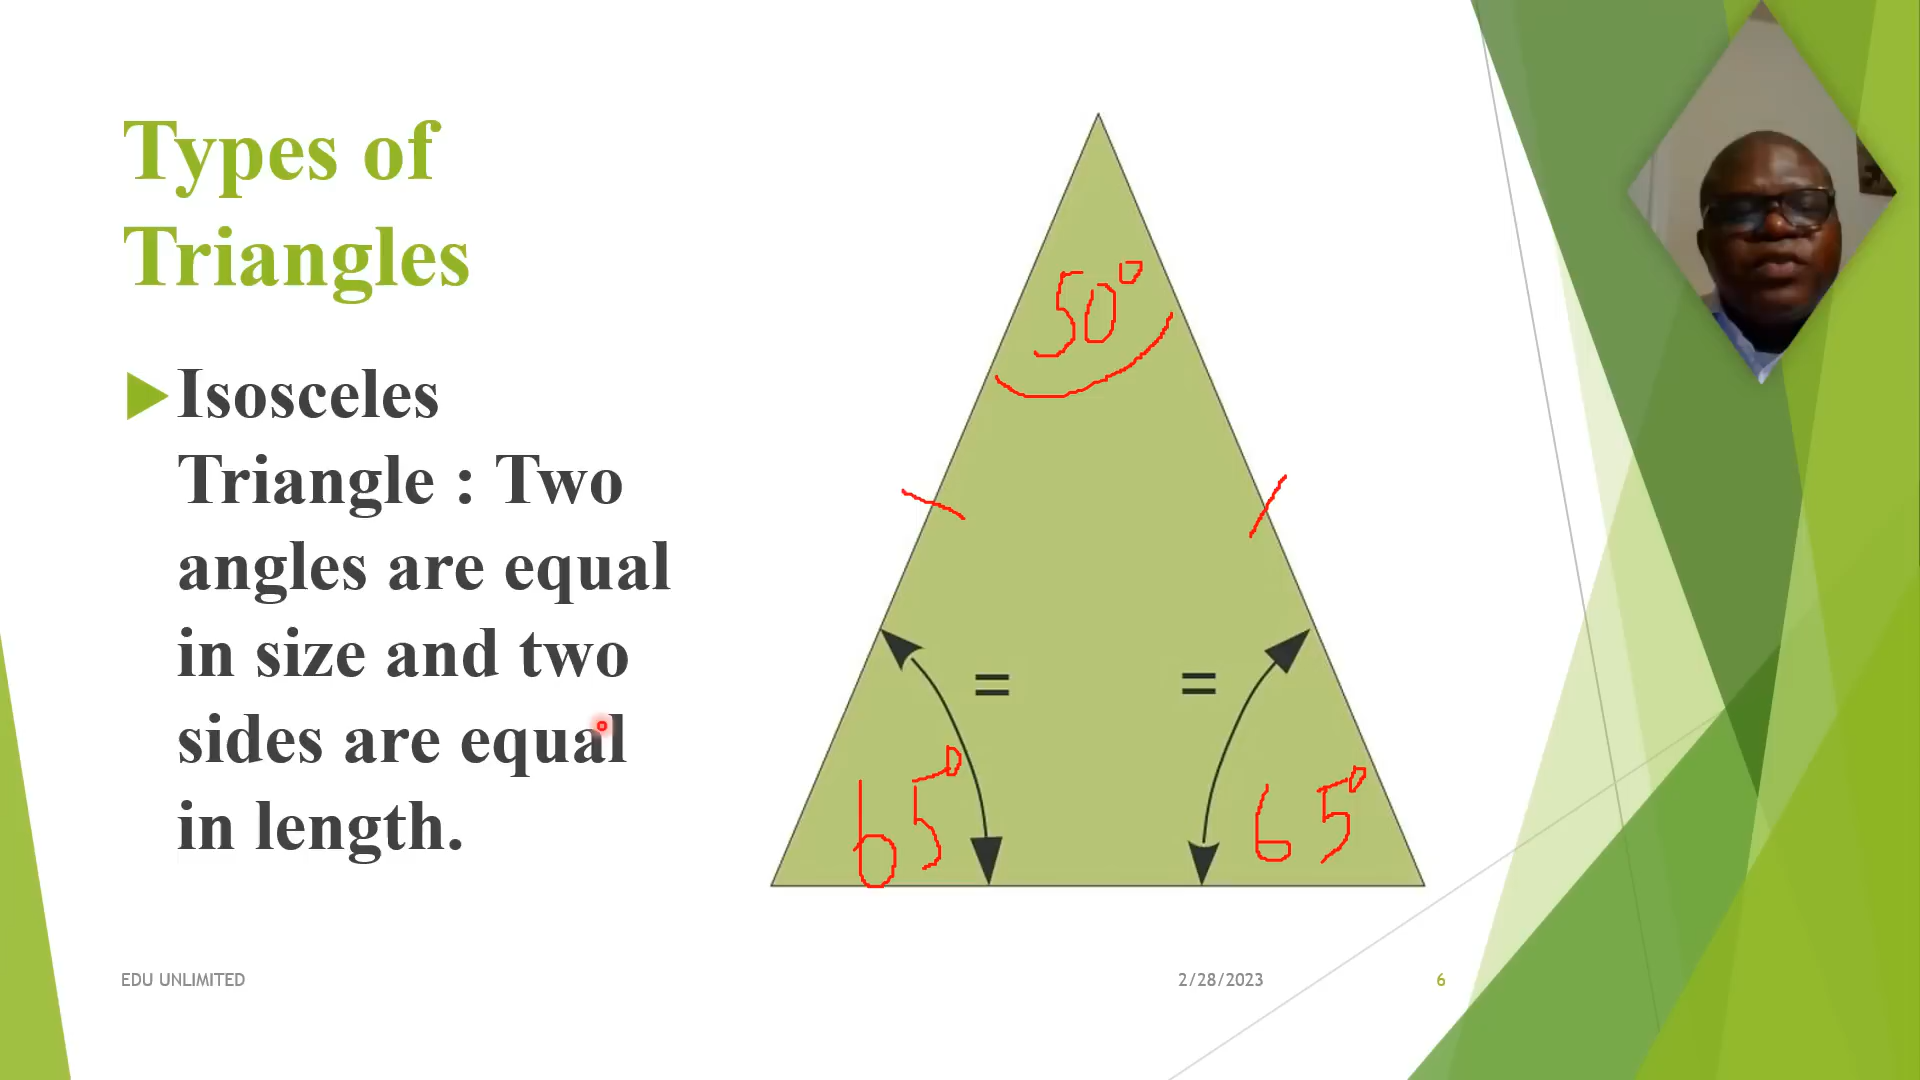 Types of
Triangles
Isosceles
Triangle : Two
angles are equal
in size and two
sides are equal
in length.
50°
=
=
65°
65°
EDU UNLIMITED
2/28/2023
6